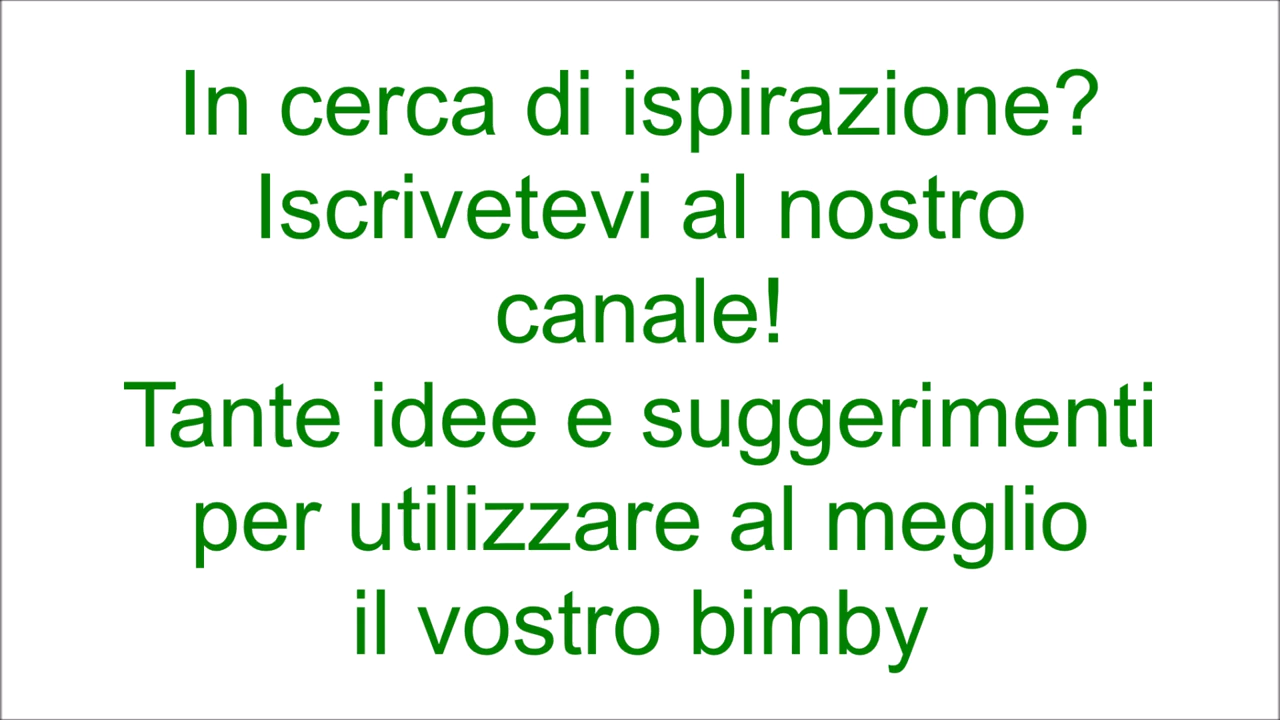 In cerca di ispirazione?
Iscrivetevi al nostro
canale!
Tante idee e suggerimenti
per utilizzare al meglio
il vostro bimby